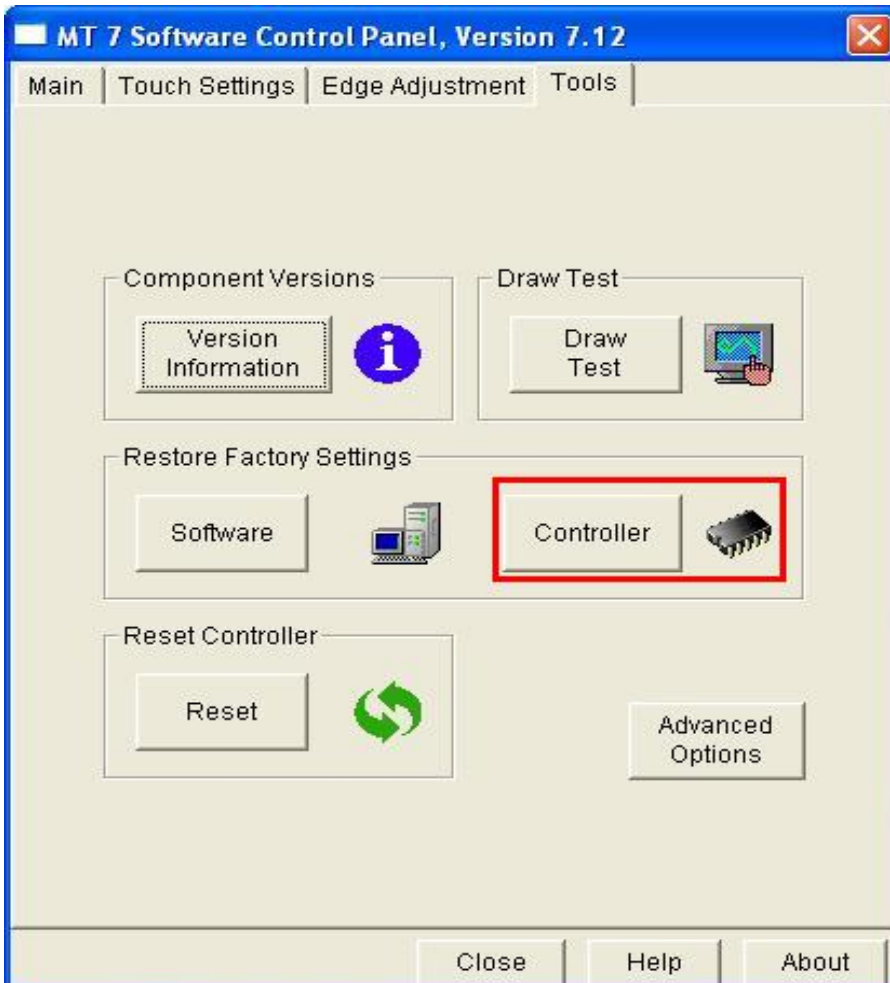 MT 7 Software Control Panel, Version 7.12
Main Touch Settings Edge Adjustment Tools
Component Versions
Version
Information
Draw Test
Draw
Test
Restore Factory Settings
Software
Controller
Reset Controller
Reset
Advanced
Options
Close Help About